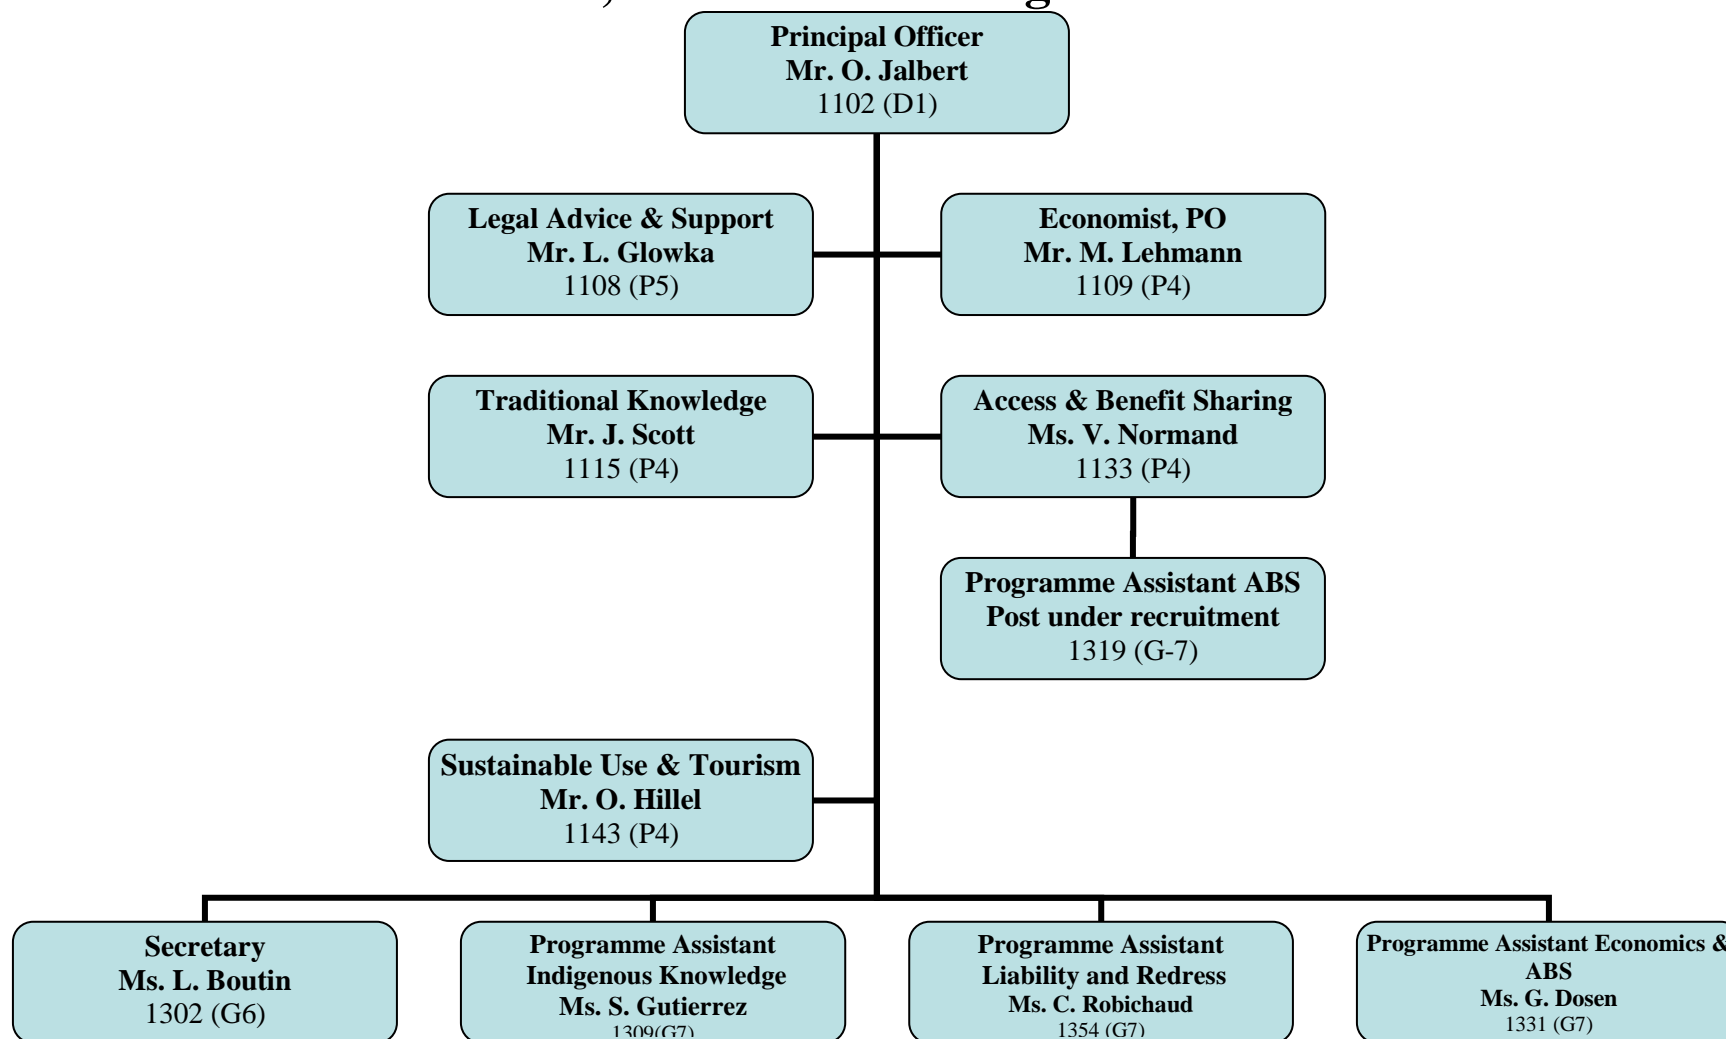 Principal Officer
Mr. O. Jalbert
1102 (D1)
Legal Advice & Support
Mr. L. Glowka
1108 (P5)
Economist, PO
Mr. M. Lehmann
1109 (P4)
Traditional Knowledge
Mr. J. Scott
1115 (P4)
Access & Benefit Sharing
Ms. V. Normand
1133 (P4)
Programme Assistant ABS
Post under recruitment
1319 (G-7)
Sustainable Use & Tourism
Mr. O. Hillel
1143 (P4)
Secretary
Ms. L. Boutin
1302 (G6)
Programme Assistant
Indigenous Knowledge
Ms. S. Gutierrez
1309(G7)
Programme Assistant
Liability and Redress
Ms. C. Robichaud
1354 (G7)
Programme Assistant Economics &
ABS
Ms. G. Dosen
1331 (G7)